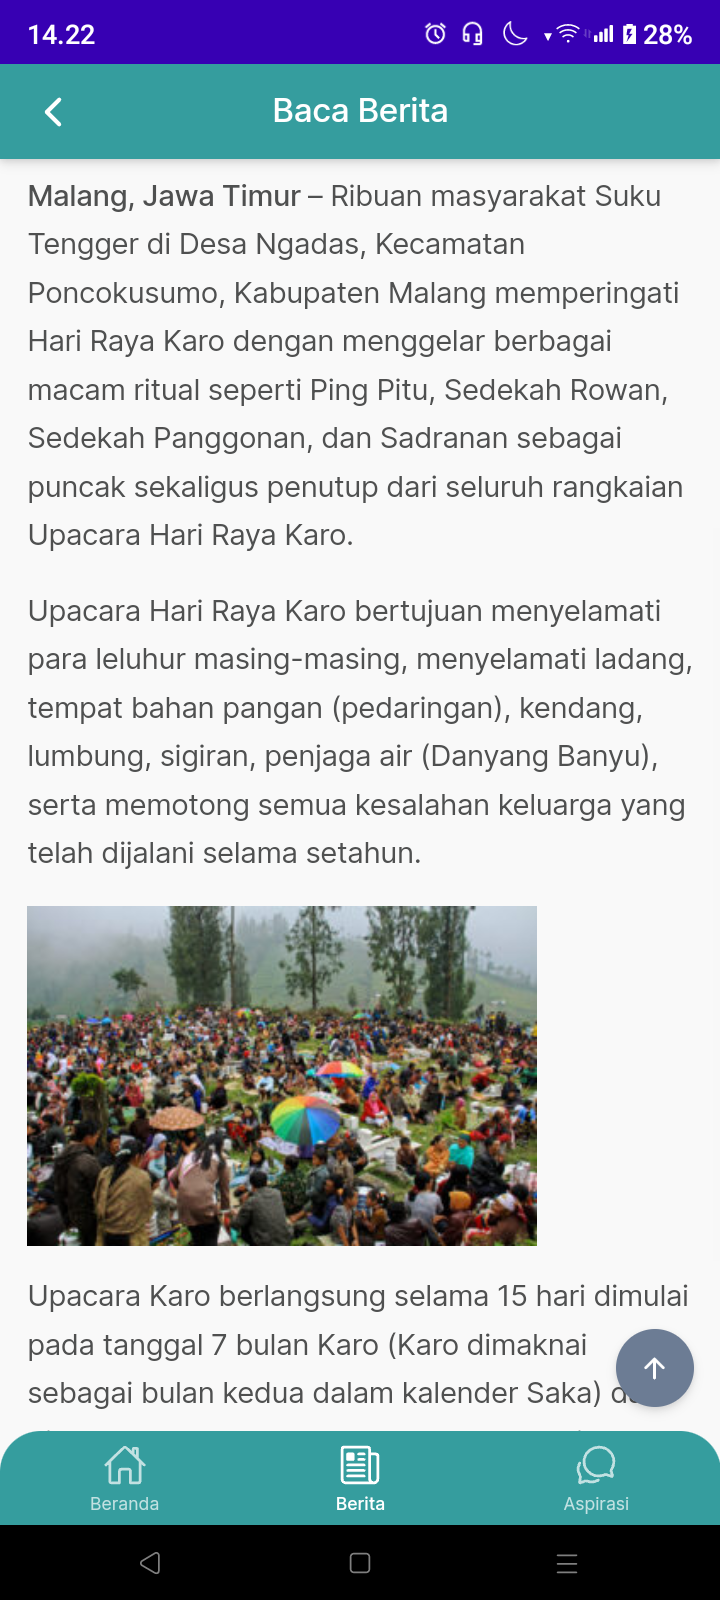 14.22
28%
Baca Berita
Malang, Jawa Timur – Ribuan masyarakat Suku
Tengger di Desa Ngadas, Kecamatan
Poncokusumo, Kabupaten Malang memperingati
Hari Raya Karo dengan menggelar berbagai
macam ritual seperti Ping Pitu, Sedekah Rowan,
Sedekah Panggonan, dan Sadranan sebagai
puncak sekaligus penutup dari seluruh rangkaian
Upacara Hari Raya Karo.
Upacara Hari Raya Karo bertujuan menyelamati
para leluhur masing-masing, menyelamati ladang,
tempat bahan pangan (pedaringan), kendang,
lumbung, sigiran, penjaga air (Danyang Banyu),
serta memotong semua kesalahan keluarga yang
telah dijalani selama setahun.
Upacara Karo berlangsung selama 15 hari dimulai
pada tanggal 7 bulan Karo (Karo dimaknai
sebagai bulan kedua dalam kalender Saka)
Beranda
Berita
Aspirasi